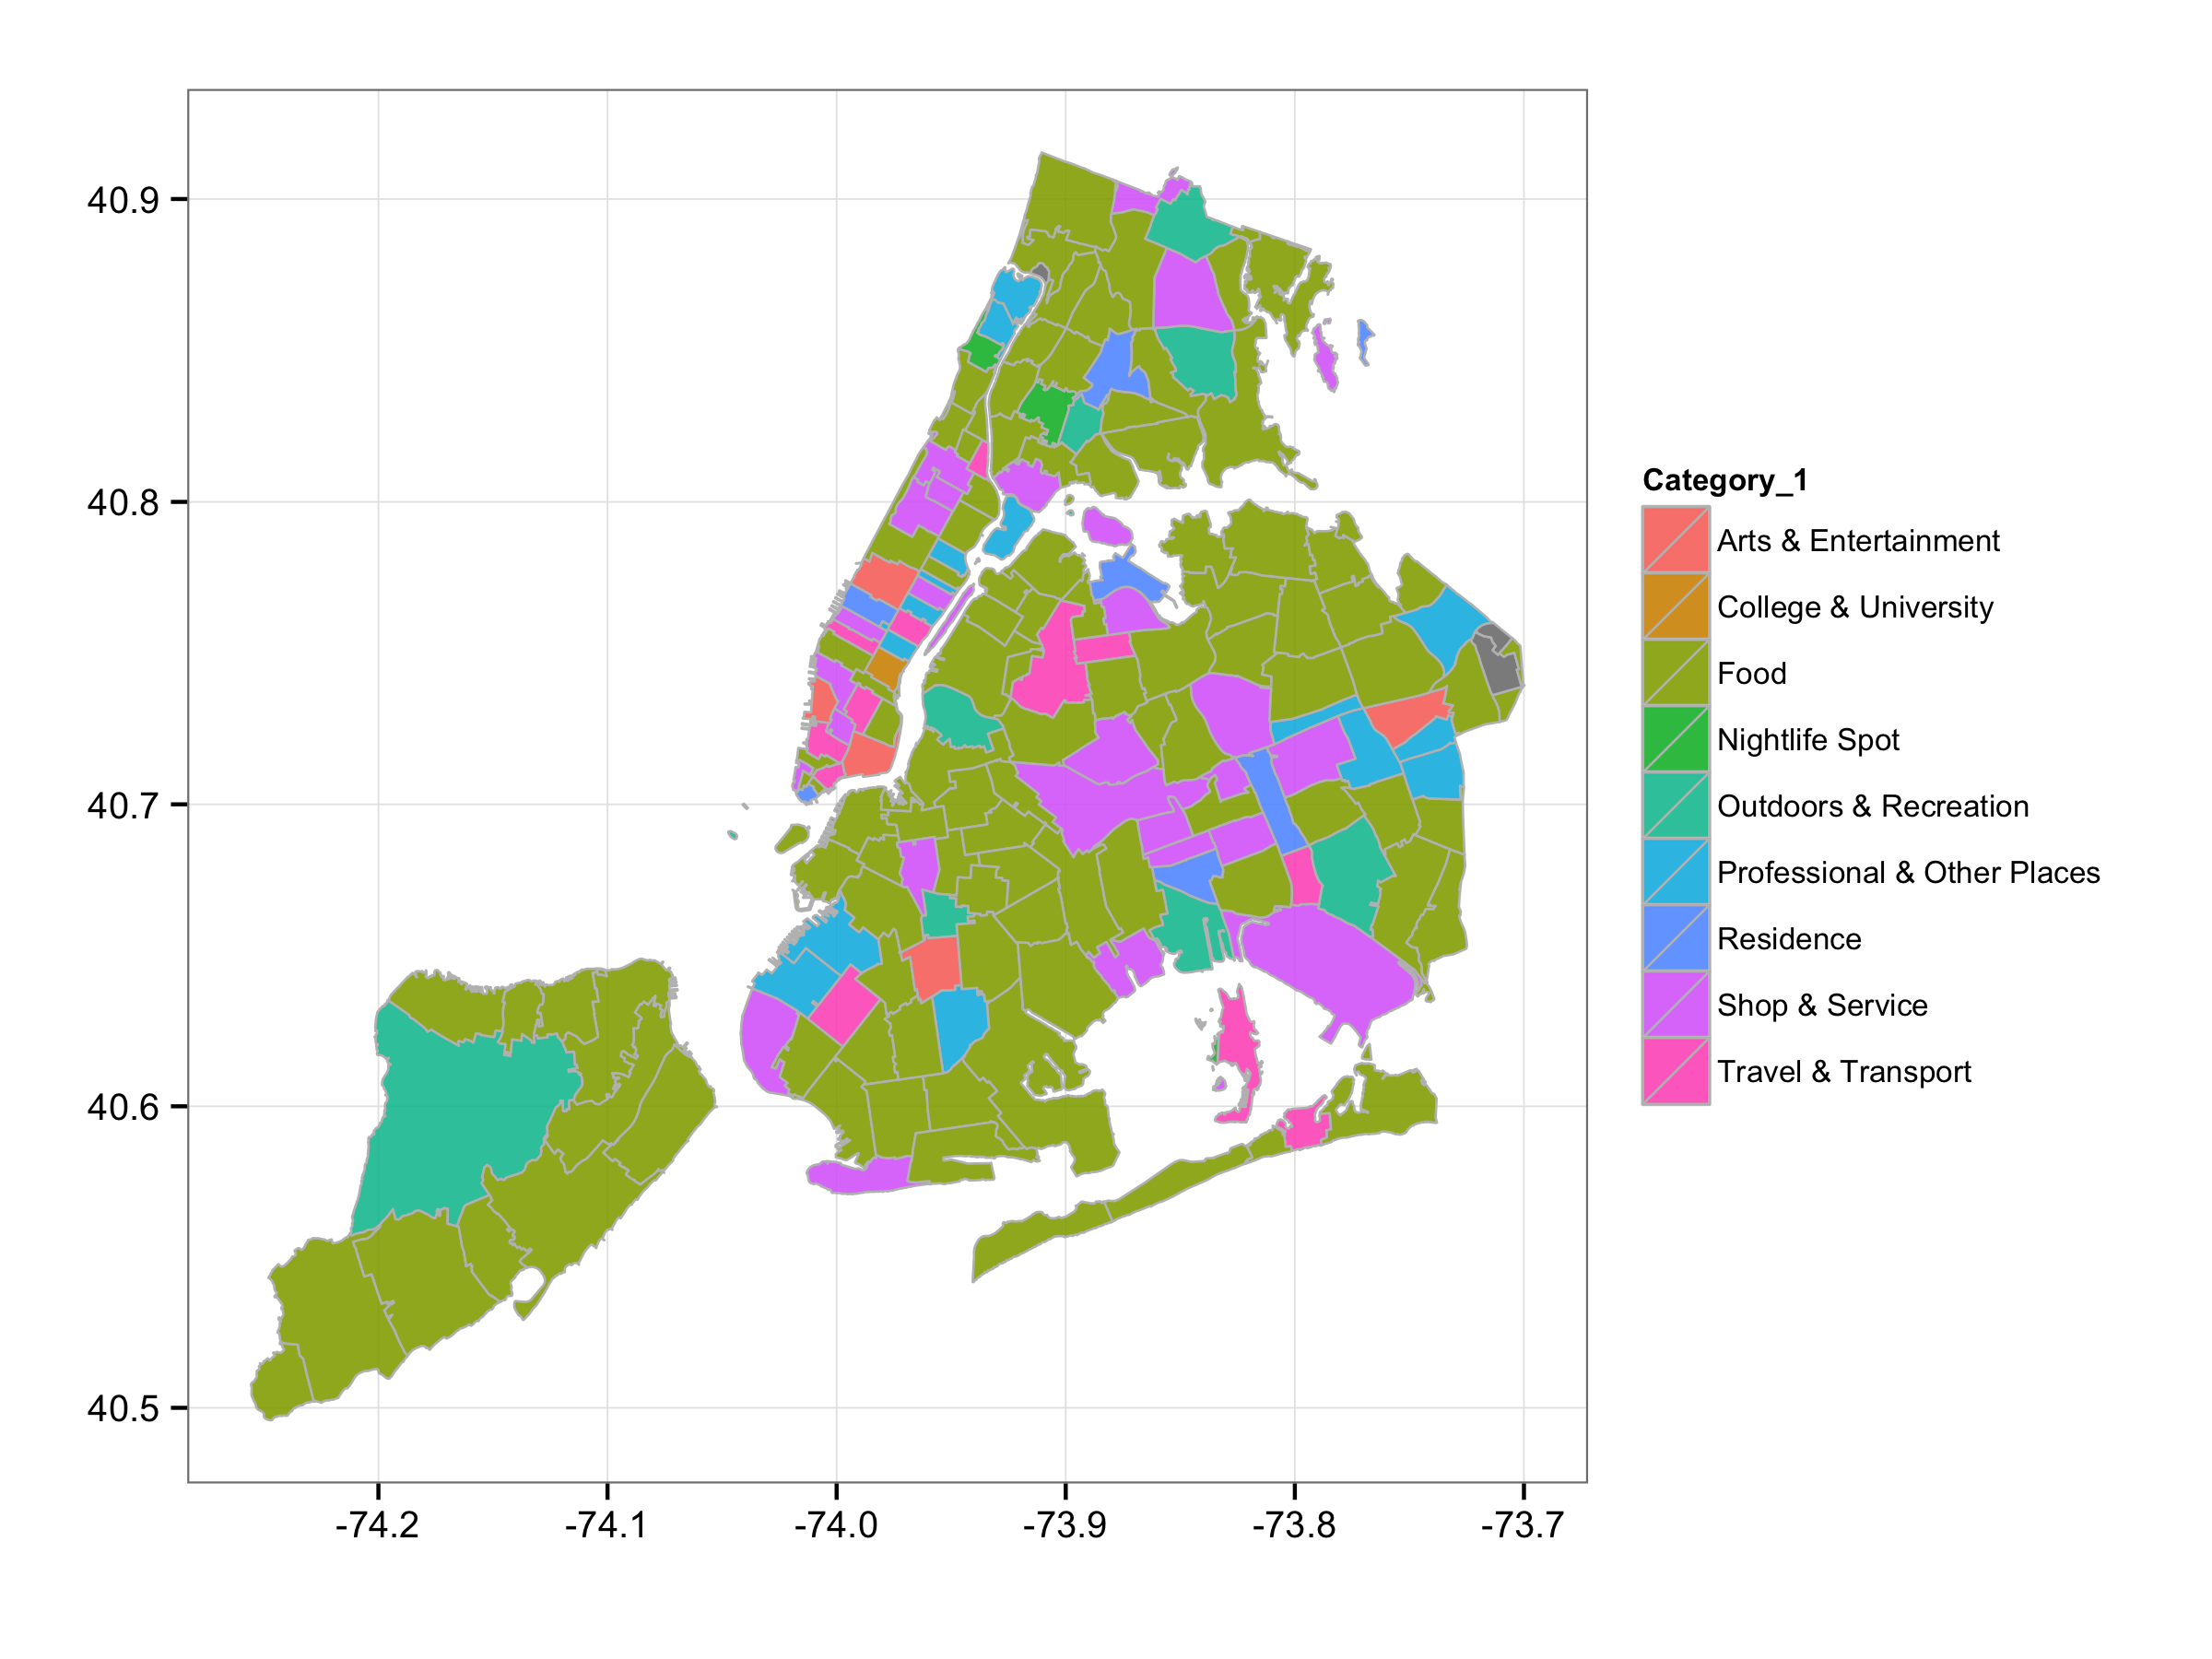 40.9
40.8
40.7
40.6
40.5
-74.2
-74.1
-74.0
-73.9
-73.8
-73.7
Category_1
Arts & Entertainment
College & University
Food
Nightlife Spot
Outdoors & Recreation
Professional & Other Places
Residence
Shop & Service
Travel & Transport